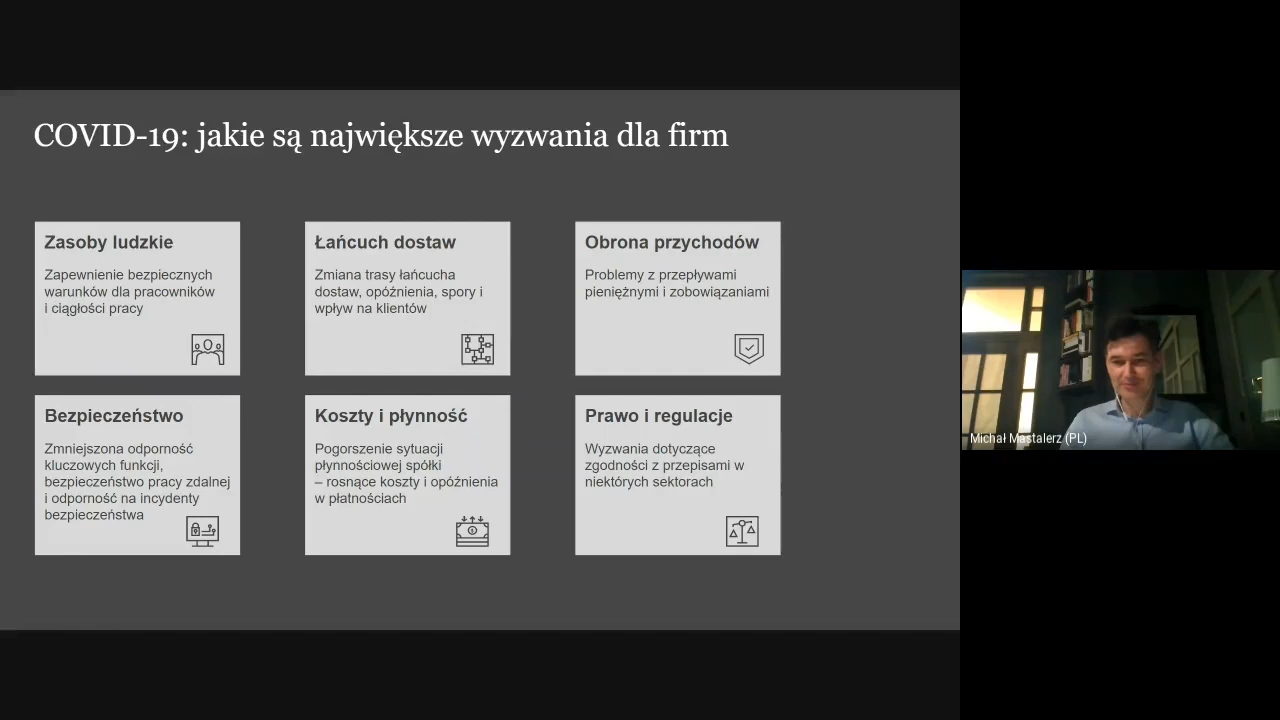 COVID-19: jakie są największe wyzwania dla firm
Zasoby ludzkie
Zapewnienie bezpiecznych
warunków dla pracowników
i ciągłości pracy
Łańcuch dostaw
Zmiana trasy łańcucha
dostaw, opóźnienia, spory i
wpływ na klientów
Obrona przychodów
Problemy z przepływami
pieniężnymi i zobowiązaniami
Bezpieczeństwo
Zmniejszona odporność
kluczowych funkcji,
bezpieczeństwo pracy zdalnej
i odporność na incydenty
bezpieczeństwa
Koszty i płynność
Pogorszenie sytuacji
płynnościowej spółki
– rosnące koszty i opóźnienia
w płatnościach
Prawo i regulacje
Wyzwania dotyczące
zgodności z przepisami w
niektórych sektorach
Michał Mastalerz (PL)